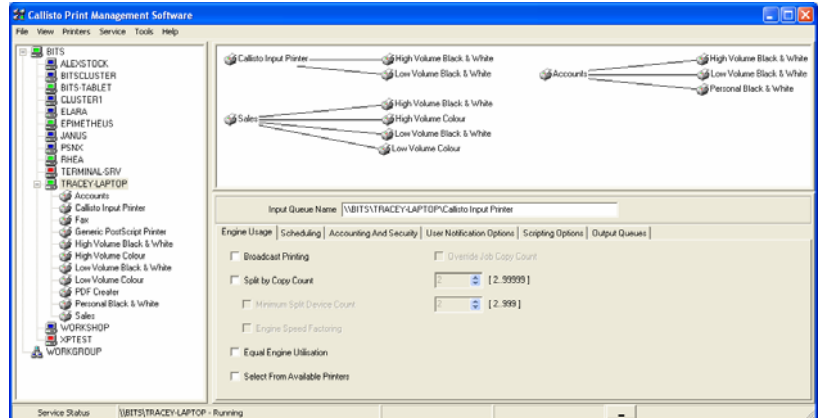 Callisto Print Management Software
File View Printers Service Tools Help
BITS
ALEXSTOCK
BITSCLUSTER
BITS-TABLET
CLUSTER1
ELARA
EPIMETHEUS
JANUS
PSNX
RHEA
TERMINAL-SRV
TRACEY-LAPTOP
Accounts
Callisto Input Printer
Fax
Generic PostScript Printer
High Volume Black & White
High Volume Colour
Low Volume Black & White
Low Volume Colour
PDF Creator
Personal Black & White
Sales
WORKSHOP
XPTEST
WORKGROUP
Callisto Input Printer
High Volume Black & White
Low Volume Black & White
Accounts
High Volume Black & White
Low Volume Black & White
Personal Black & White
Sales
High Volume Black & White
High Volume Colour
Low Volume Black & White
Low Volume Colour
Input Queue Name \\BITS\TRACEY-LAPTOP\Callisto Input Printer
Engine Usage Scheduling Accounting And Security User Notification Options Scripting Options Output Queues
Broadcast Printing Override Job Copy Count
Split by Copy Count 2 [ 2..99999 ]
Minimum Split Device Count 2 [ 2..999 ]
Engine Speed Factoring
Equal Engine Utilisation
Select From Available Printers
Service Status \\BITS\TRACEY-LAPTOP - Running